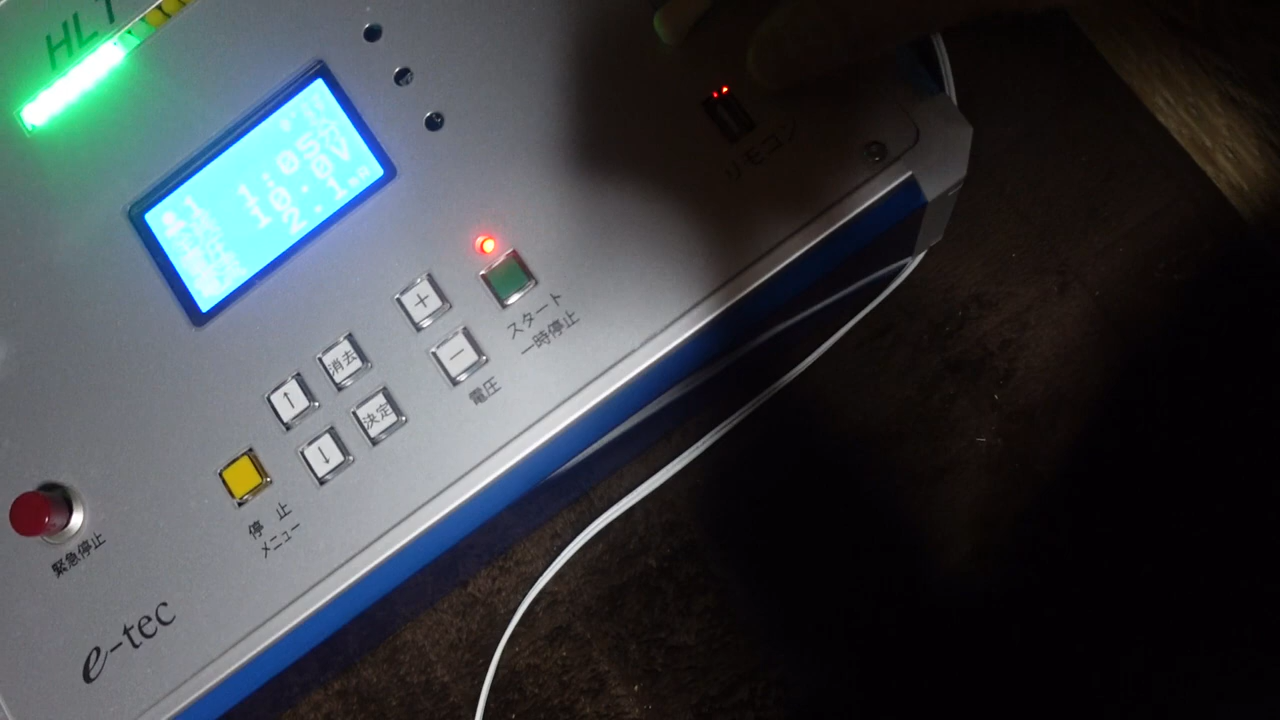 HLT
1:05
10.0V
2.1
リモコン
スタート
一時停止
+
-
電圧
消去
↑
決定
↓
停 止
メニュー
緊急停止
e-tec